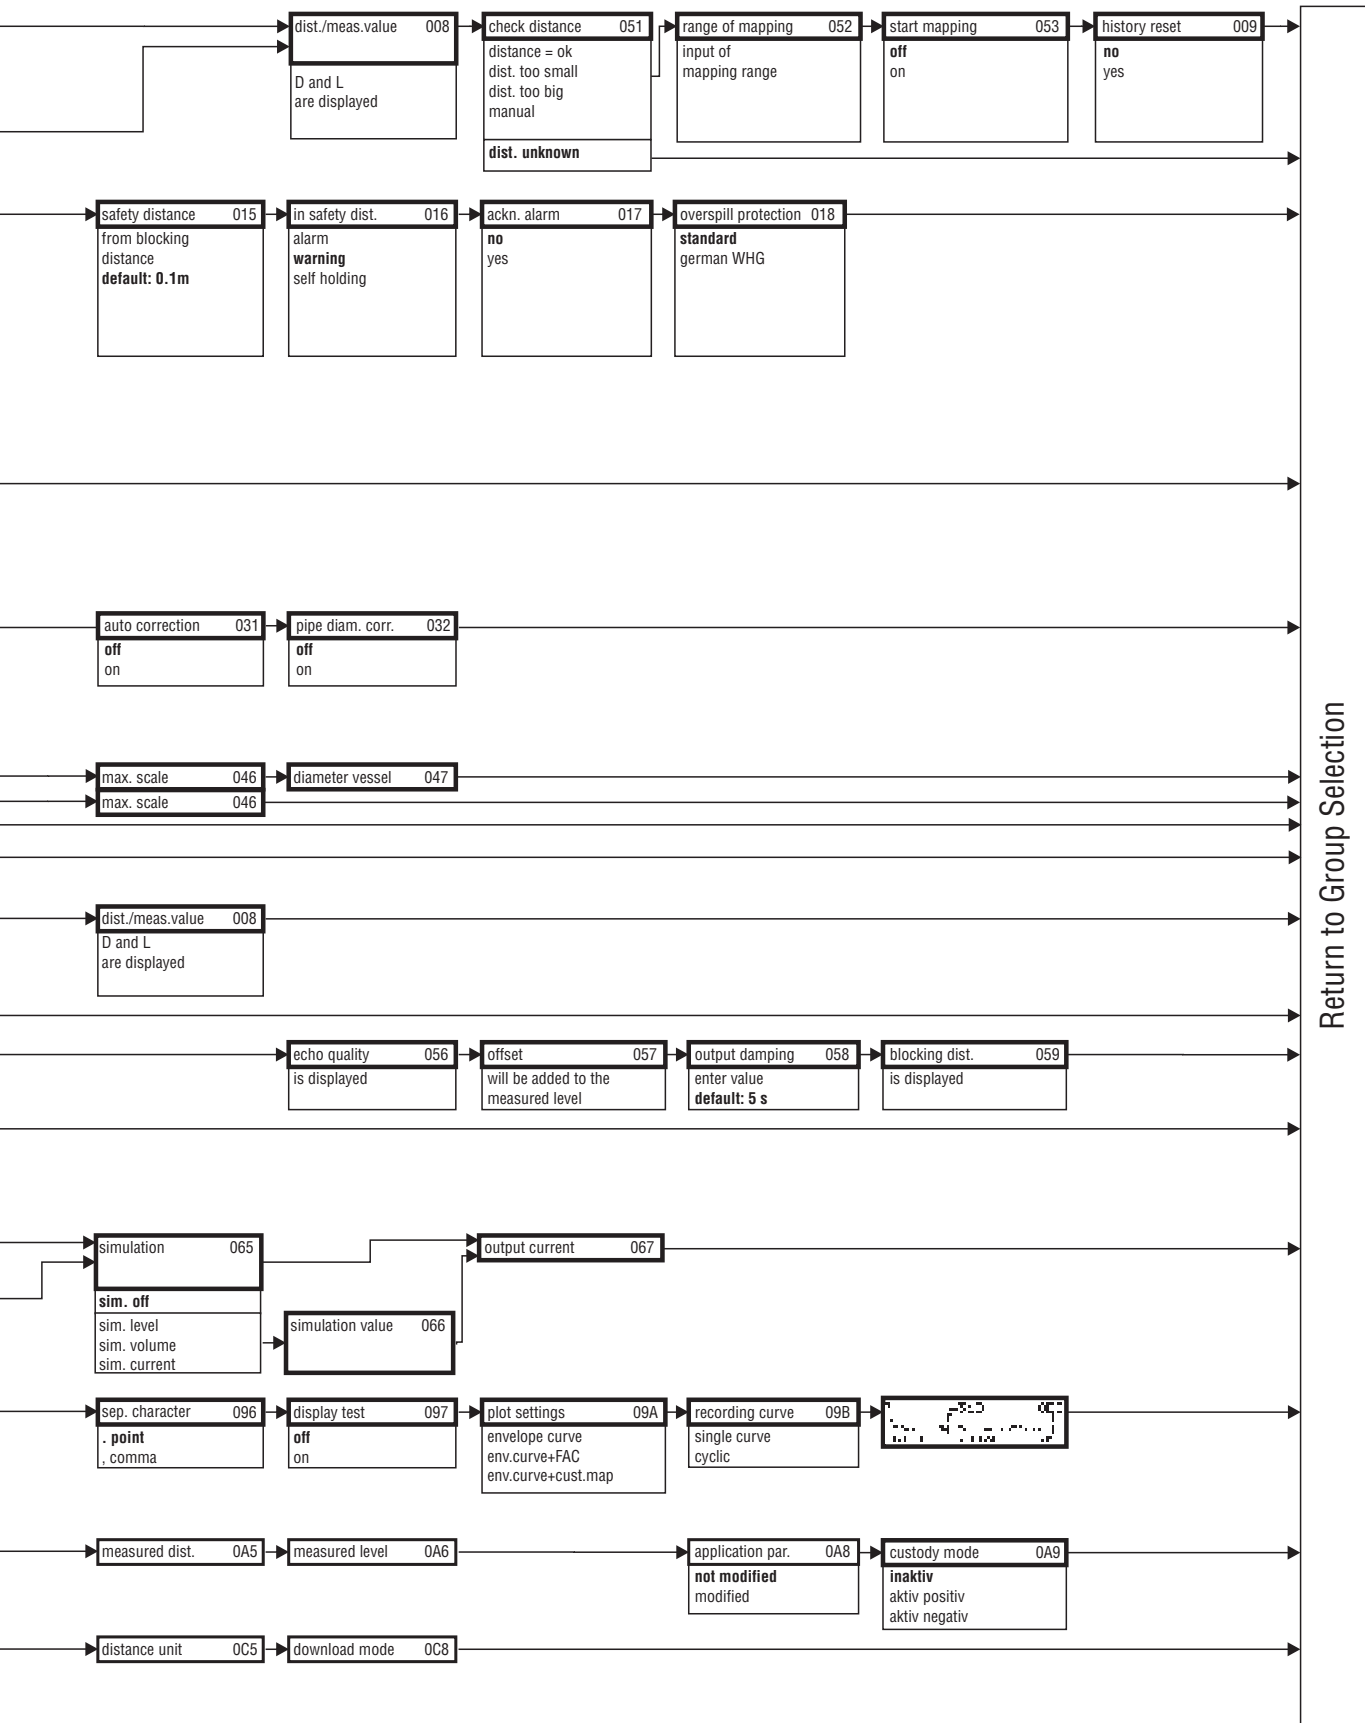 dist./meas.value 008
D and L
are displayed
check distance 051
distance = ok
dist. too small
dist. too big
manual
dist. unknown
range of mapping 052
input of
mapping range
start mapping 053
off
on
history reset 009
no
yes
safety distance 015
from blocking
distance
default: 0.1m
in safety dist. 016
alarm
warning
self holding
ackn. alarm 017
no
yes
overspill protection 018
standard
german WHG
auto correction 031
off
on
pipe diam. corr. 032
off
on
max. scale 046
diameter vessel 047
max. scale 046
dist./meas.value 008
D and L
are displayed
echo quality 056
is displayed
offset 057
will be added to the
measured level
output damping 058
enter value
default: 5 s
blocking dist. 059
is displayed
simulation 065
sim. off
sim. level
sim. volume
sim. current
simulation value 066
output current 067
sep. character 096
. point
, comma
display test 097
off
on
plot settings 09A
envelope curve
env.curve+FAC
env.curve+cust.map
recording curve 09B
single curve
cyclic
measured dist. 0A5
measured level 0A6
application par. 0A8
not modified
modified
custody mode 0A9
inaktiv
aktiv positiv
aktiv negativ
distance unit 0C5
download mode 0C8
Return to Group Selection